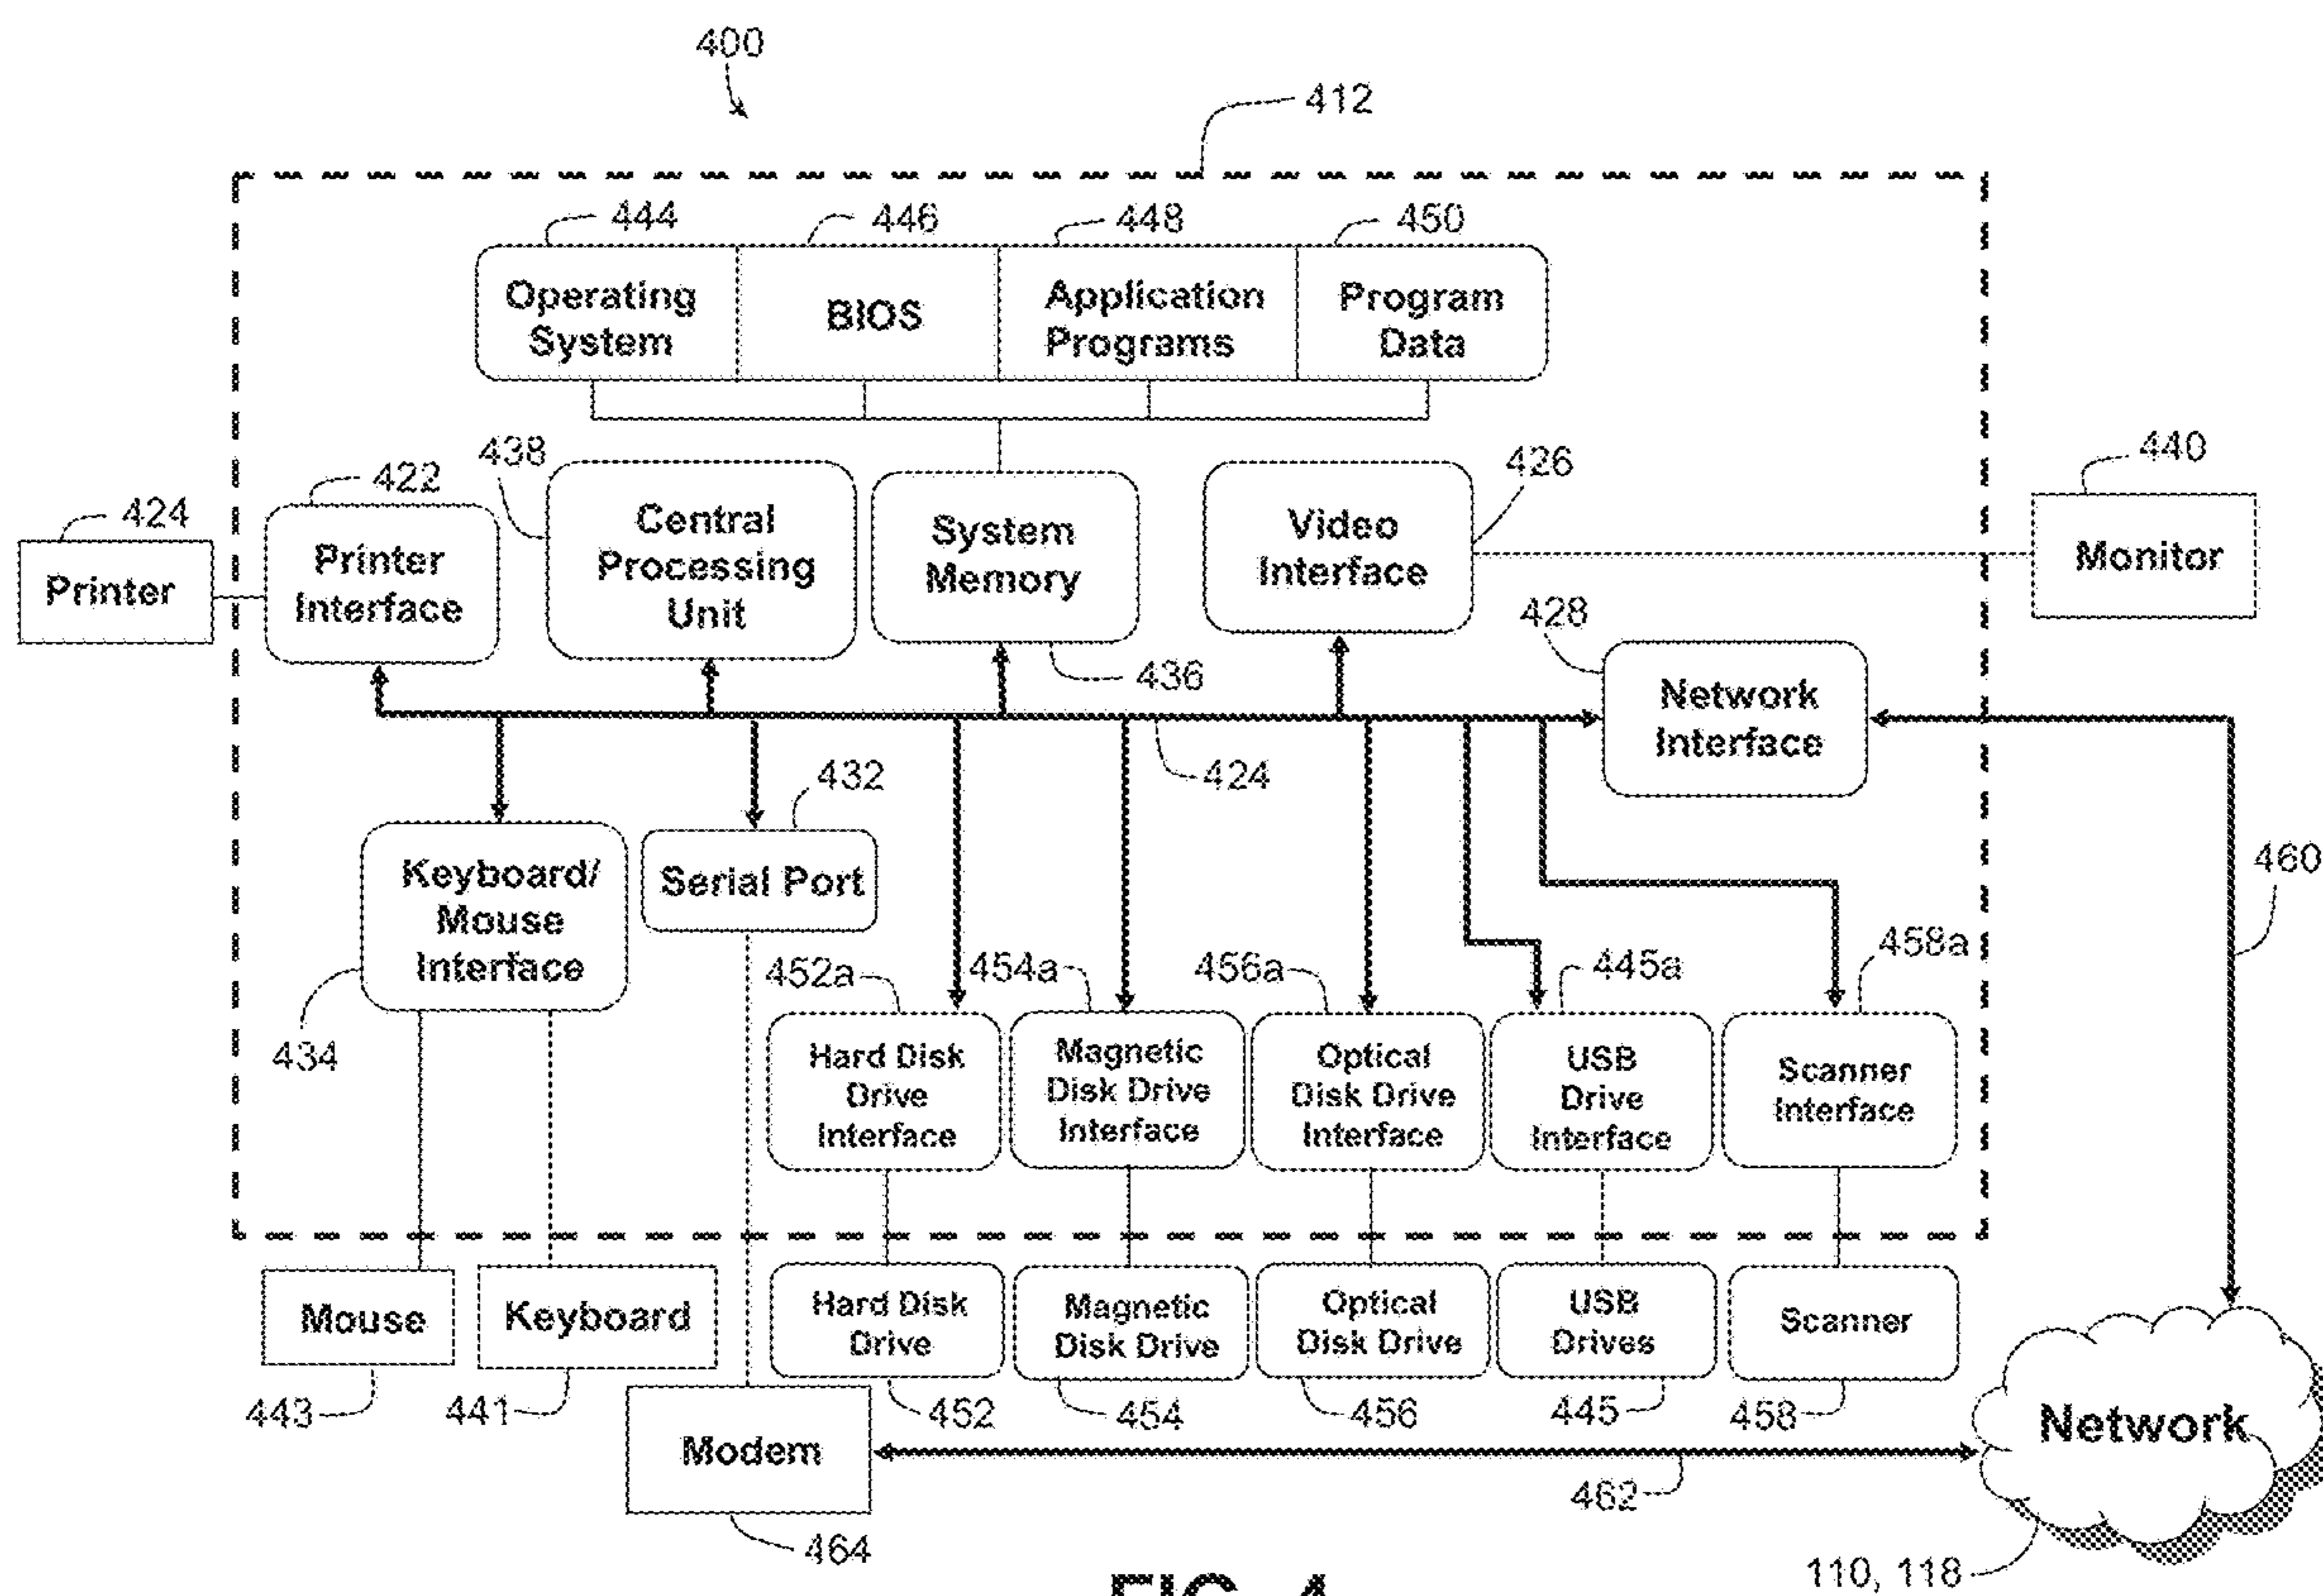 400
412
444
446
448
450
Operating
System
BIOS
Application
Programs
Program
Data
438
422
424
426
440
Printer
Printer
Interface
Central
Processing
Unit
System
Memory
Video
Interface
Monitor
428
436
Network
Interface
424
432
460
Keyboard/
Mouse
Interface
Serial Port
434
452a
454a
456a
445a
458a
Hard Disk
Drive
Interface
Magnetic
Disk Drive
Interface
Optical
Disk Drive
Interface
USB
Drive
Interface
Scanner
Interface
Mouse
Keyboard
Hard Disk
Drive
Magnetic
Disk Drive
Optical
Disk Drive
USB
Drives
Scanner
443
441
452
454
456
445
458
Network
Modem
462
464
110, 118
FIG. 4